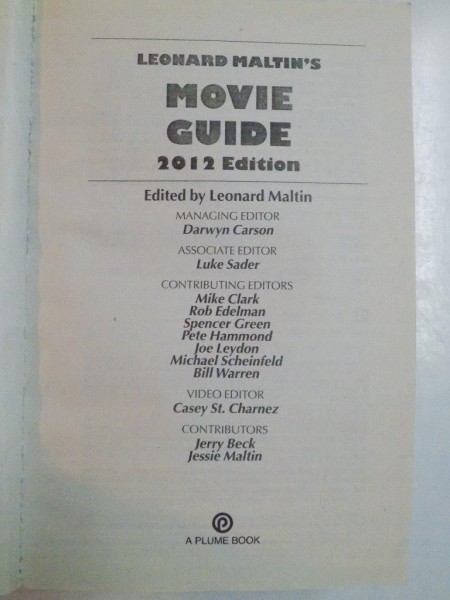 LEONARD MALTIN'S
MOVIE
GUIDE
2012 Edition
Edited by Leonard Maltin
MANAGING EDITOR
Darwyn Carson
ASSOCIATE EDITOR
Luke Sader
CONTRIBUTING EDITORS
Mike Clark
Rob Edelman
Spencer Green
Pete Hammond
Joe Leydon
Michael Scheinfeld
Bill Warren
VIDEO EDITOR
Casey St. Charnez
CONTRIBUTORS
Jerry Beck
Jessie Maltin
A PLUME BOOK